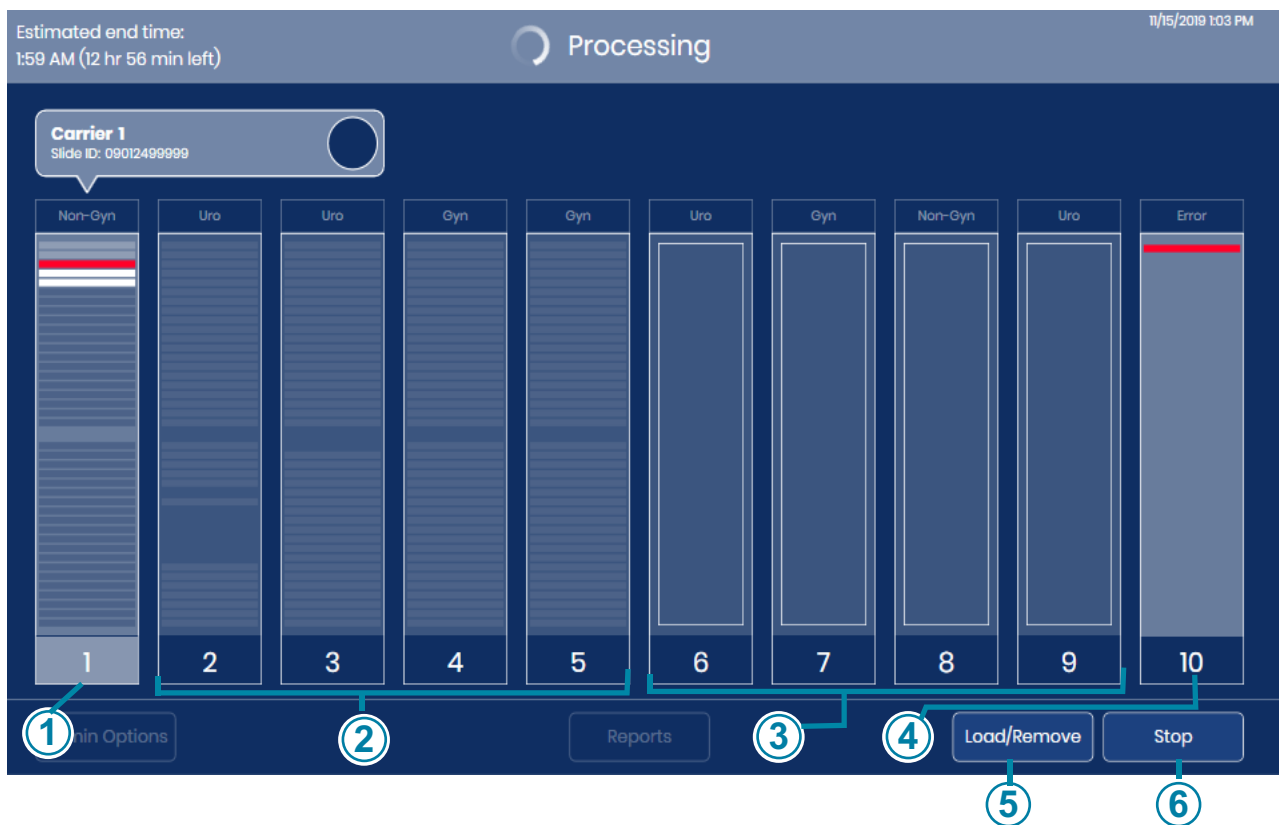 Estimated end time:
1:59 AM (12 hr 56 min left)
Processing
11/15/2019 1:03 PM
Carrier 1
Slide ID: 09012499999
Non-Gyn
Uro
Uro
Gyn
Gyn
Uro
Gyn
Non-Gyn
Uro
Error
1
2
3
4
5
6
7
8
9
10
1
2
3
4
in Options
Reports
Load/Remove
Stop
5
6